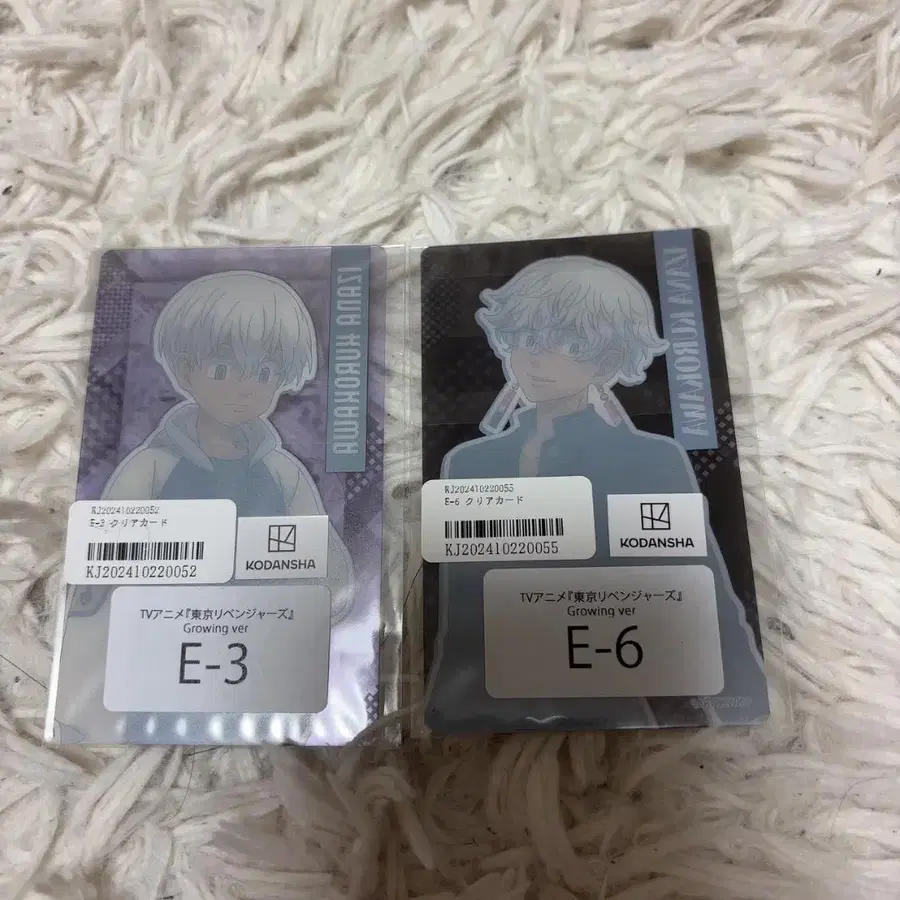 IZANA KUROKAWA
KJ202410220052
E-3 クリアカード
KJ202410220052
KODANSHA
TVアニメ『東京リベンジャーズ』
Growing ver
E-3
IZANA KUROKAWA
KJ202410220055
E-6 クリアカード
KJ202410220055
KODANSHA
TVアニメ『東京リベンジャーズ』
Growing ver
E-6